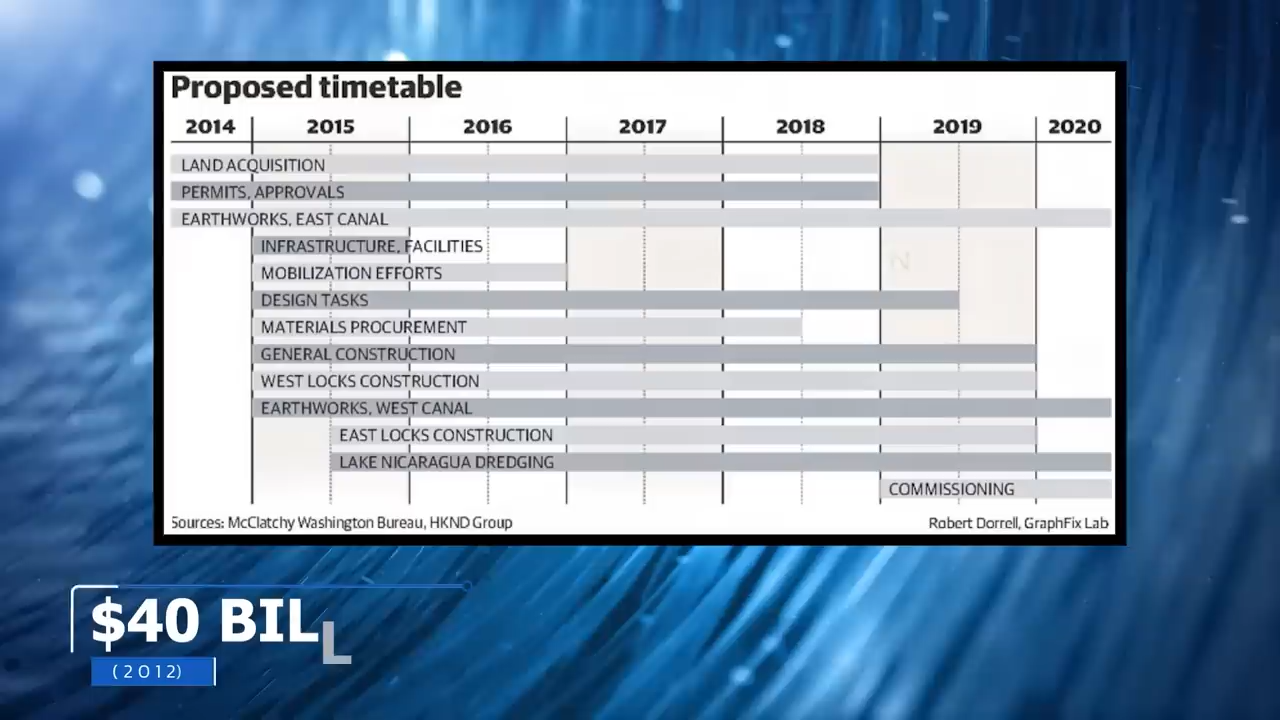 Proposed timetable
2014 2015 2016 2017 2018 2019 2020
LAND ACQUISITION
PERMITS, APPROVALS
EARTHWORKS, EAST CANAL
INFRASTRUCTURE, FACILITIES
MOBILIZATION EFFORTS
DESIGN TASKS
MATERIALS PROCUREMENT
GENERAL CONSTRUCTION
WEST LOCKS CONSTRUCTION
EARTHWORKS, WEST CANAL
EAST LOCKS CONSTRUCTION
LAKE NICARAGUA DREDGING
COMMISSIONING
Sources: McClatchy Washington Bureau, HKND Group Robert Dorrell, GraphFix Lab
$40 BILL
(2012)